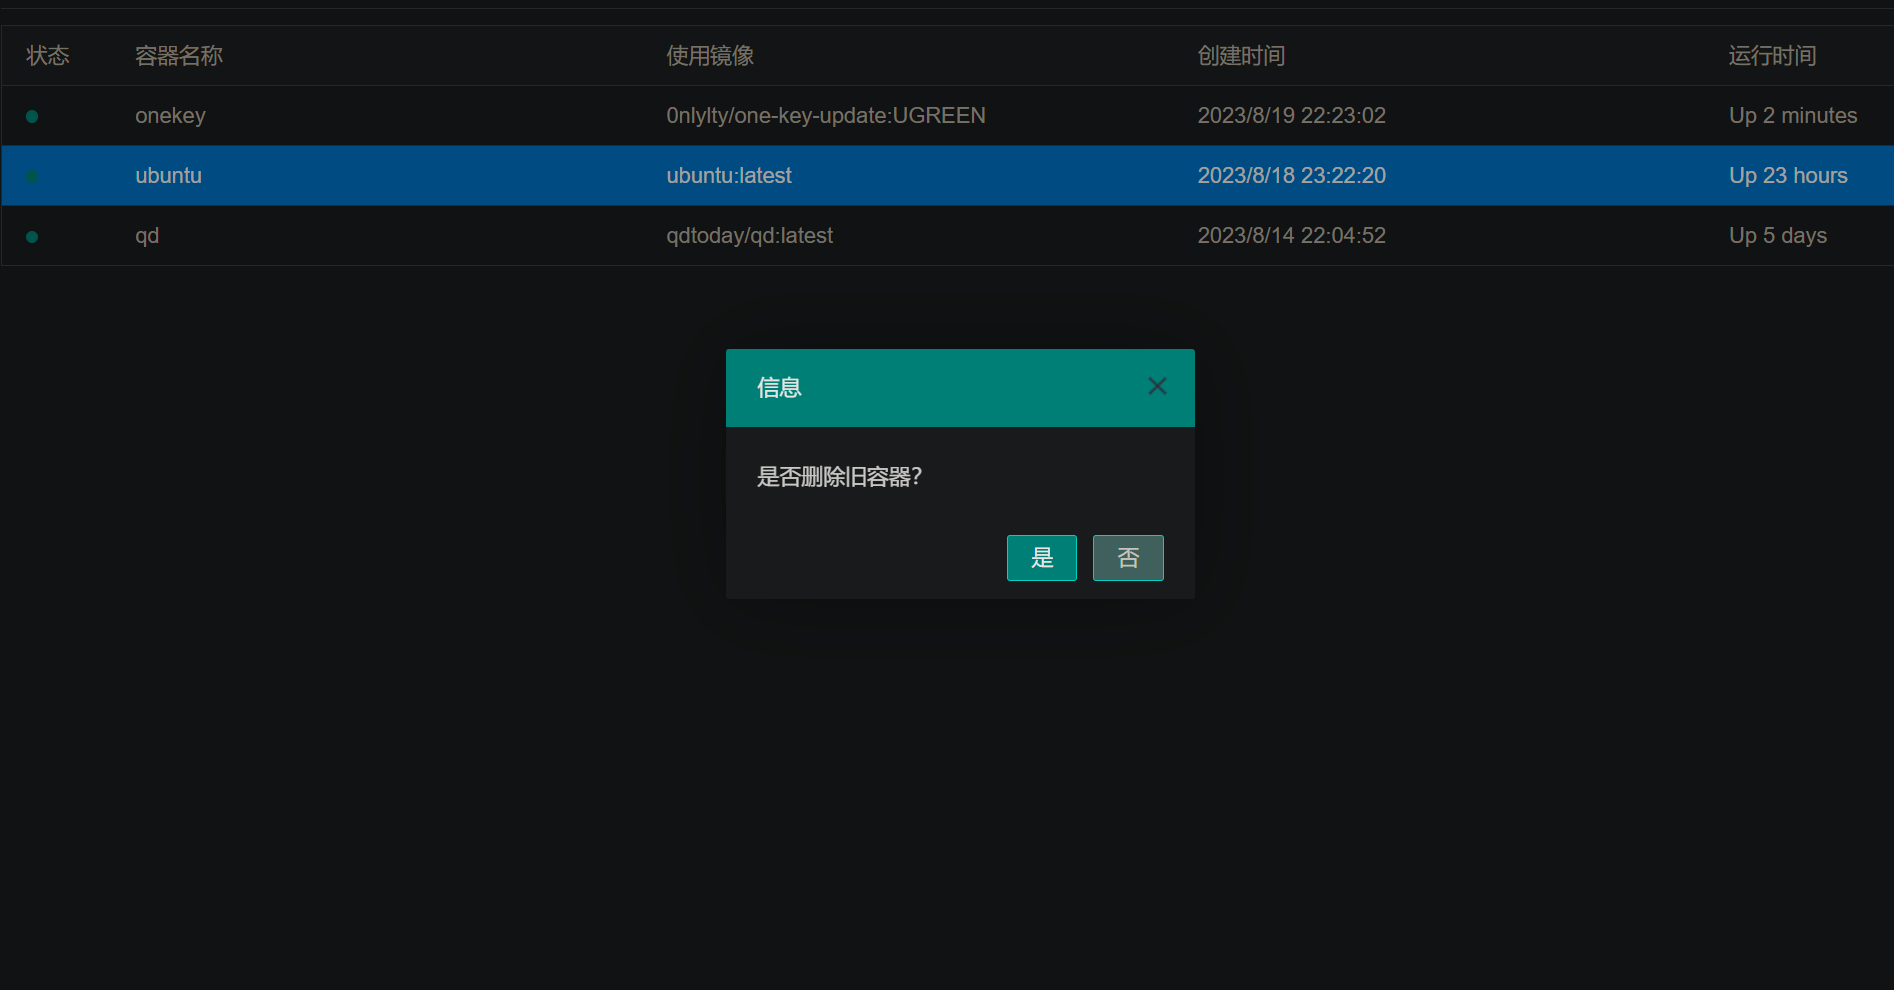 状态 容器名称 使用镜像 创建时间 运行时间
onekey 0nlylty/one-key-update:UGREEN 2023/8/19 22:23:02 Up 2 minutes
ubuntu ubuntu:latest 2023/8/18 23:22:20 Up 23 hours
qd qdtoday/qd:latest 2023/8/14 22:04:52 Up 5 days
信息
是否删除旧容器?
是 否